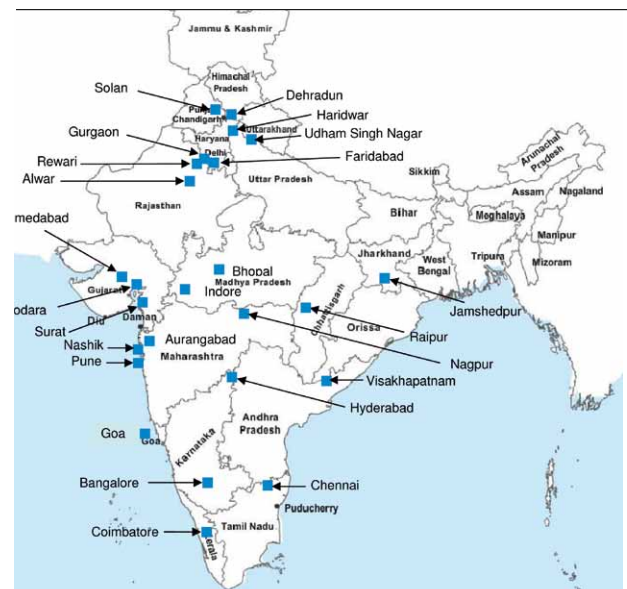 Jammu & Kashmir
Himachal
Pradesh
Solan
Dehradun
Chandigarh
Haridwar
Uttarakhand
Gurgaon
Haryana
Udham Singh Nagar
Delhi
Rewari
Faridabad
Alwar
Uttar Pradesh
Rajasthan
Sikkim
Arunachal
Pradesh
Assam
Nagaland
Bihar
Meghalaya
Manipur
Tripura
Mizoram
Jharkhand
West
Bengal
medabad
Bhopal
Madhya Pradesh
Gujarat
Indore
odara
Jamshedpur
Chhattisgarh
Diu
Daman
Surat
Orissa
Raipur
Nashik
Aurangabad
Maharashtra
Nagpur
Pune
Visakhapatnam
Hyderabad
Andhra
Pradesh
Goa
Goa
Karnataka
Bangalore
Chennai
Puducherry
Coimbatore
Tamil Nadu